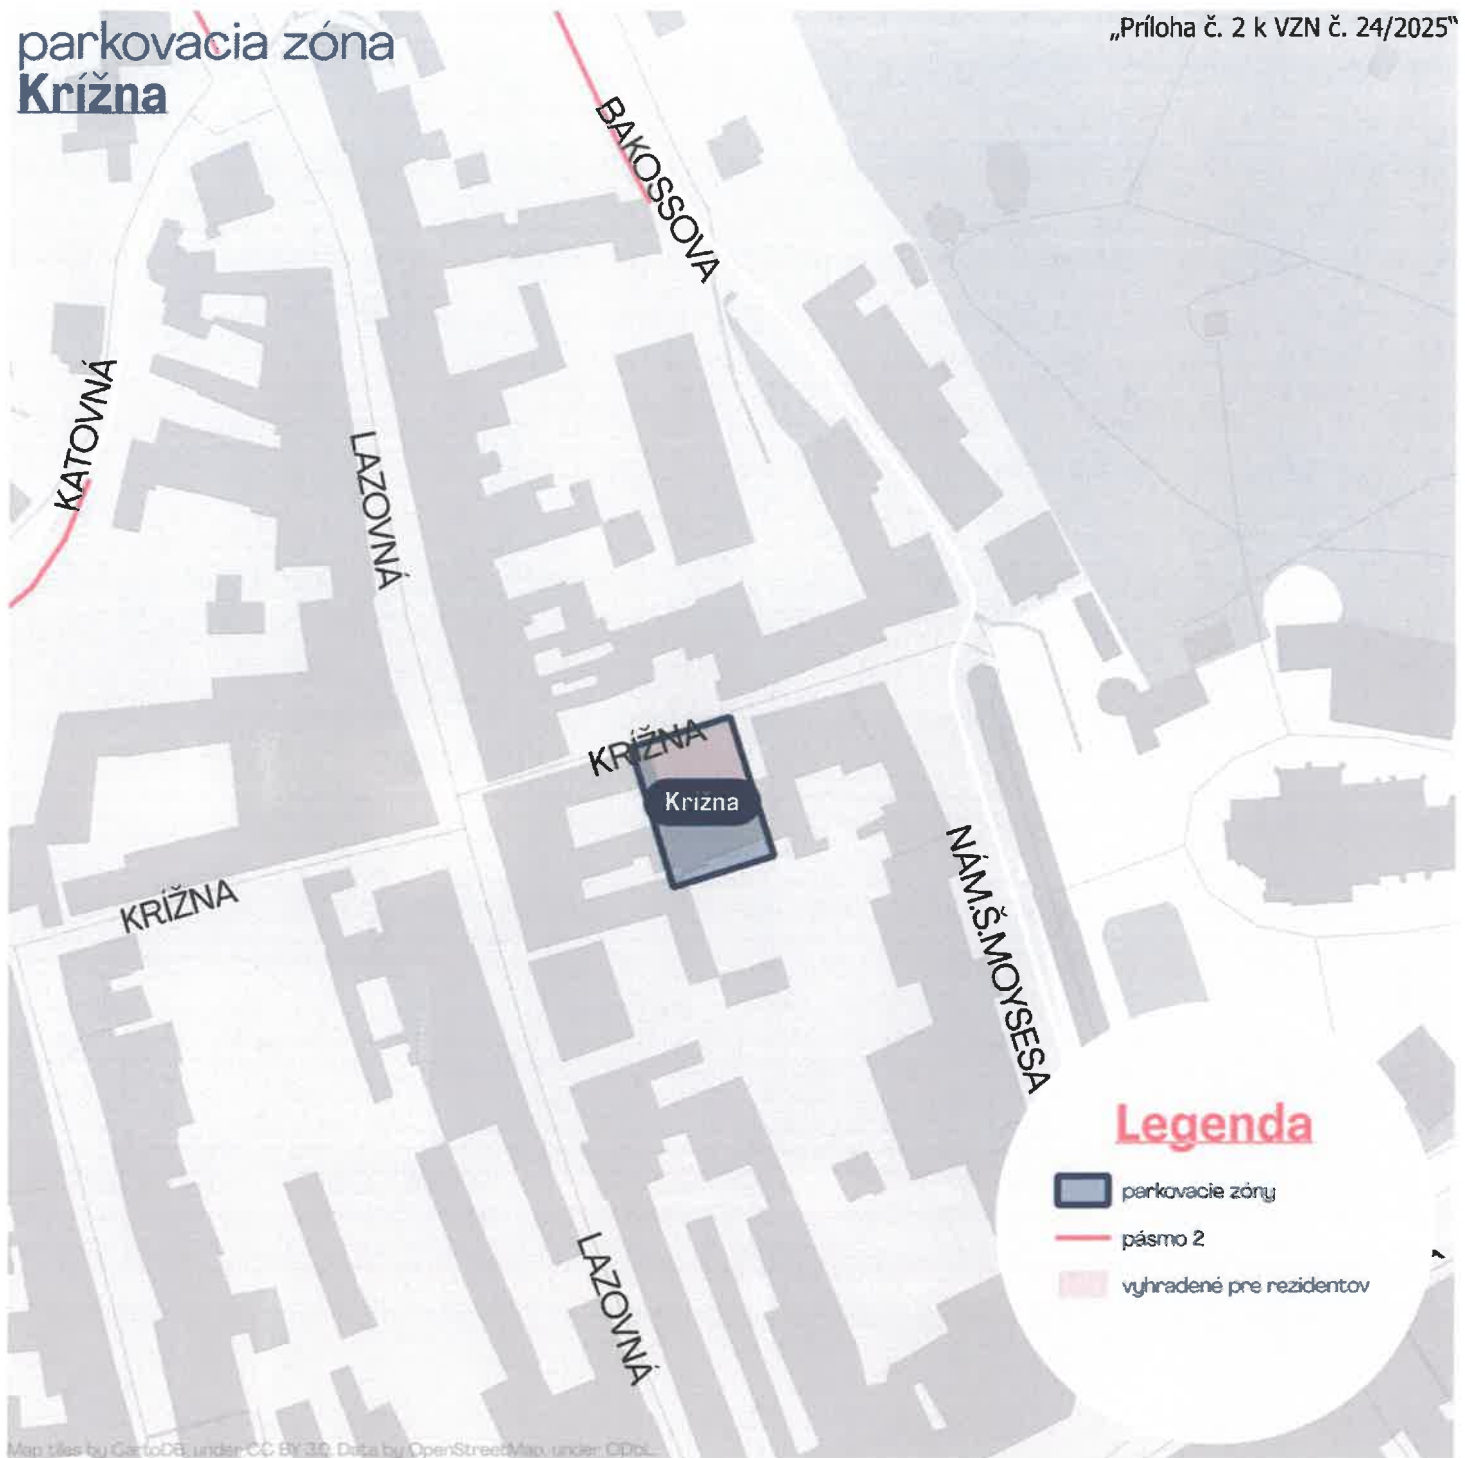 parkovacia zóna
Krížna
„Príloha č. 2 k VZN č. 24/2025“
BAKOSSOVA
KATOVNÁ
LAZOVNÁ
KRÍŽNA
Krížna
KRÍŽNA
NÁM.Š.MOYSESA
LAZOVNÁ
Legenda
parkovacie zóny
pásmo 2
vyhradené pre rezidentov
Map tiles by CartoDB, under CC BY 3.0. Data by OpenStreetMap, under ODbL.